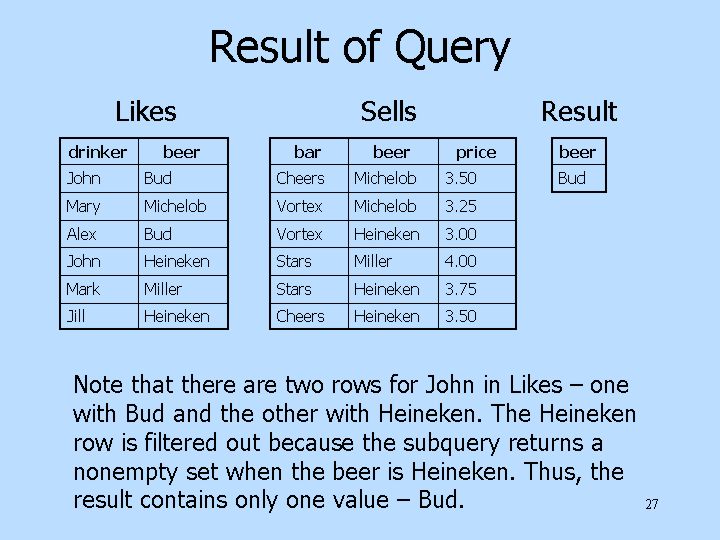 Result of Query
Likes Sells Result
drinker beer bar beer price beer
John Bud Cheers Michelob 3.50 Bud
Mary Michelob Vortex Michelob 3.25
Alex Bud Vortex Heineken 3.00
John Heineken Stars Miller 4.00
Mark Miller Stars Heineken 3.75
Jill Heineken Cheers Heineken 3.50
Note that there are two rows for John in Likes – one
with Bud and the other with Heineken. The Heineken
row is filtered out because the subquery returns a
nonempty set when the beer is Heineken. Thus, the
result contains only one value – Bud.
27